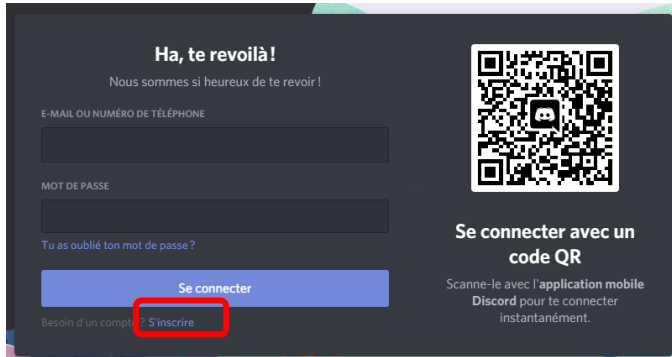 Ha, te revoilà !
Nous sommes si heureux de te revoir !
E-MAIL OU NUMÉRO DE TÉLÉPHONE
MOT DE PASSE
Tu as oublié ton mot de passe ?
Se connecter
Besoin d'un compte ? S'inscrire
Se connecter avec un
code QR
Scanne-le avec l'application mobile
Discord pour te connecter
instantanément.